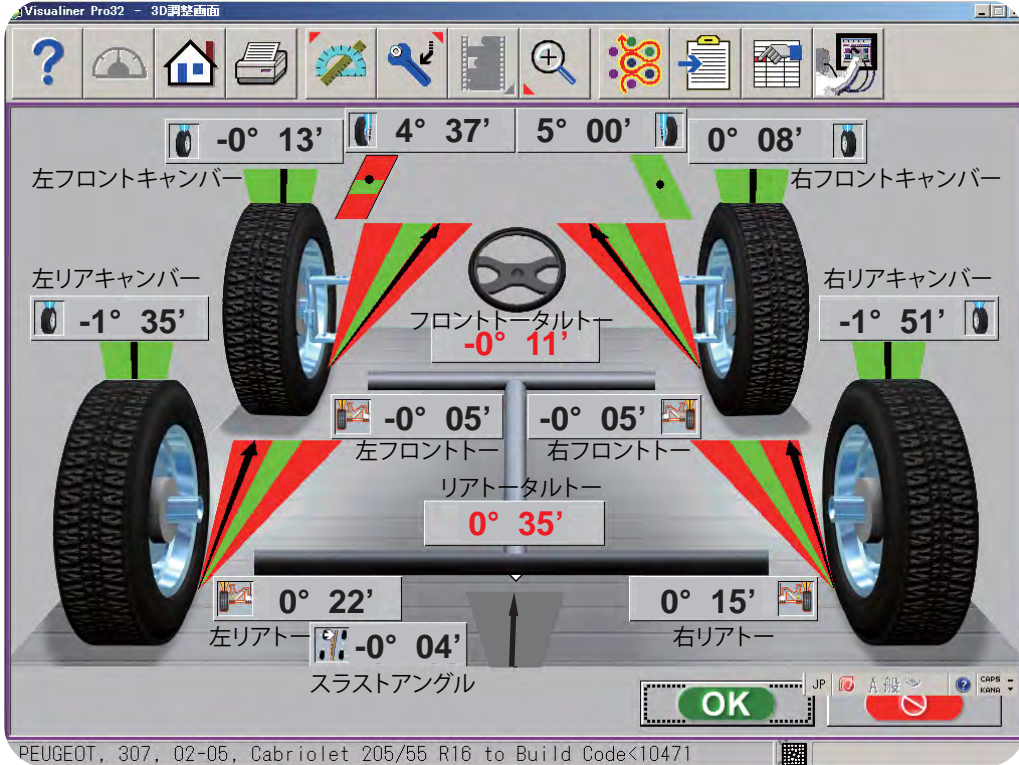 Visualiner Pro32 - 3D調整画面
-0° 13’
4° 37’
5° 00’
0° 08’
左フロントキャンバー
右フロントキャンバー
左リアキャンバー
右リアキャンバー
-1° 35’
-1° 51’
フロントトータルトー
-0° 11’
-0° 05’
-0° 05’
左フロントトー
右フロントトー
リアトータルトー
0° 35’
0° 22’
0° 15’
左リアトー
右リアトー
-0° 04’
スラストアングル
JP A 般 CAPS
KANA
OK
PEUGEOT, 307, 02-05, Cabriolet 205/55 R16 to Build Code<10471